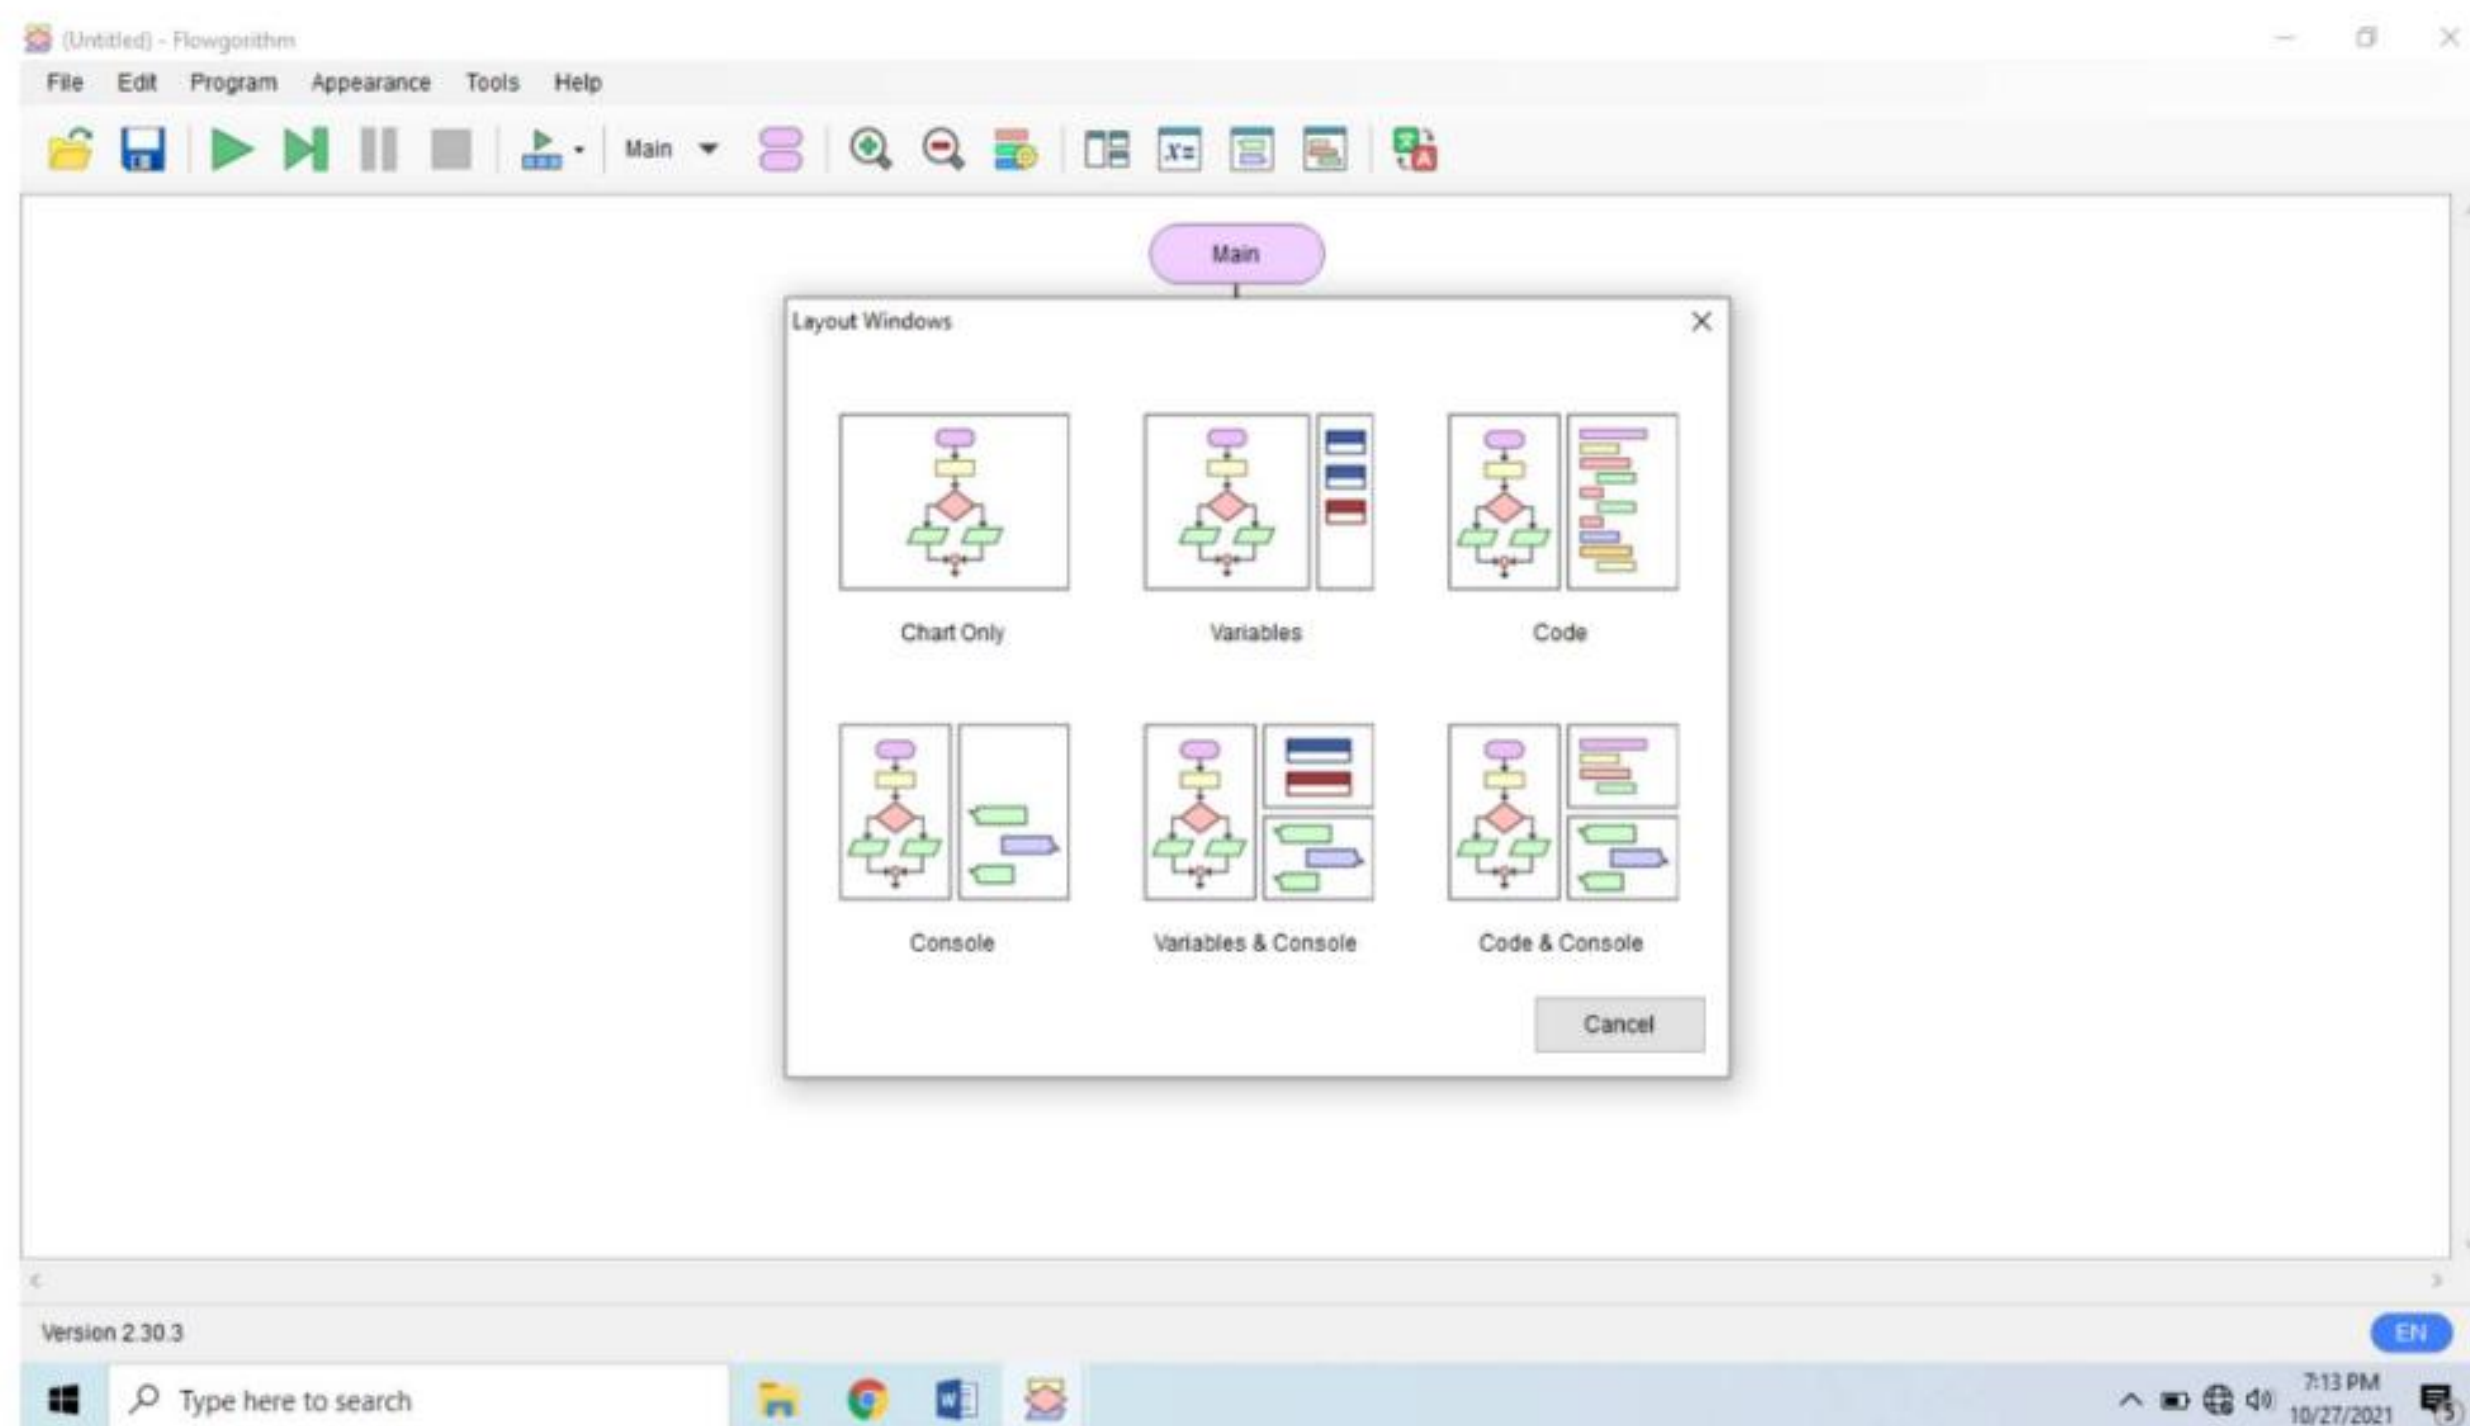 (Untitled) - Flowgorithm
File Edit Program Appearance Tools Help
Main
x=
A
Main
Layout Windows
Chart Only Variables Code
Console Variables & Console Code & Console
Cancel
Version 2.30.3
EN
Type here to search
W
7:13 PM
10/27/2021
5